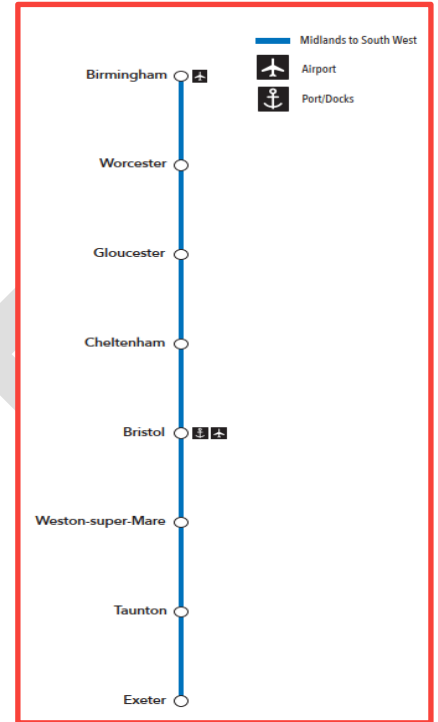 Midlands to South West
Airport
Port/Docks
Birmingham
Worcester
Gloucester
Cheltenham
Bristol
Weston-super-Mare
Taunton
Exeter